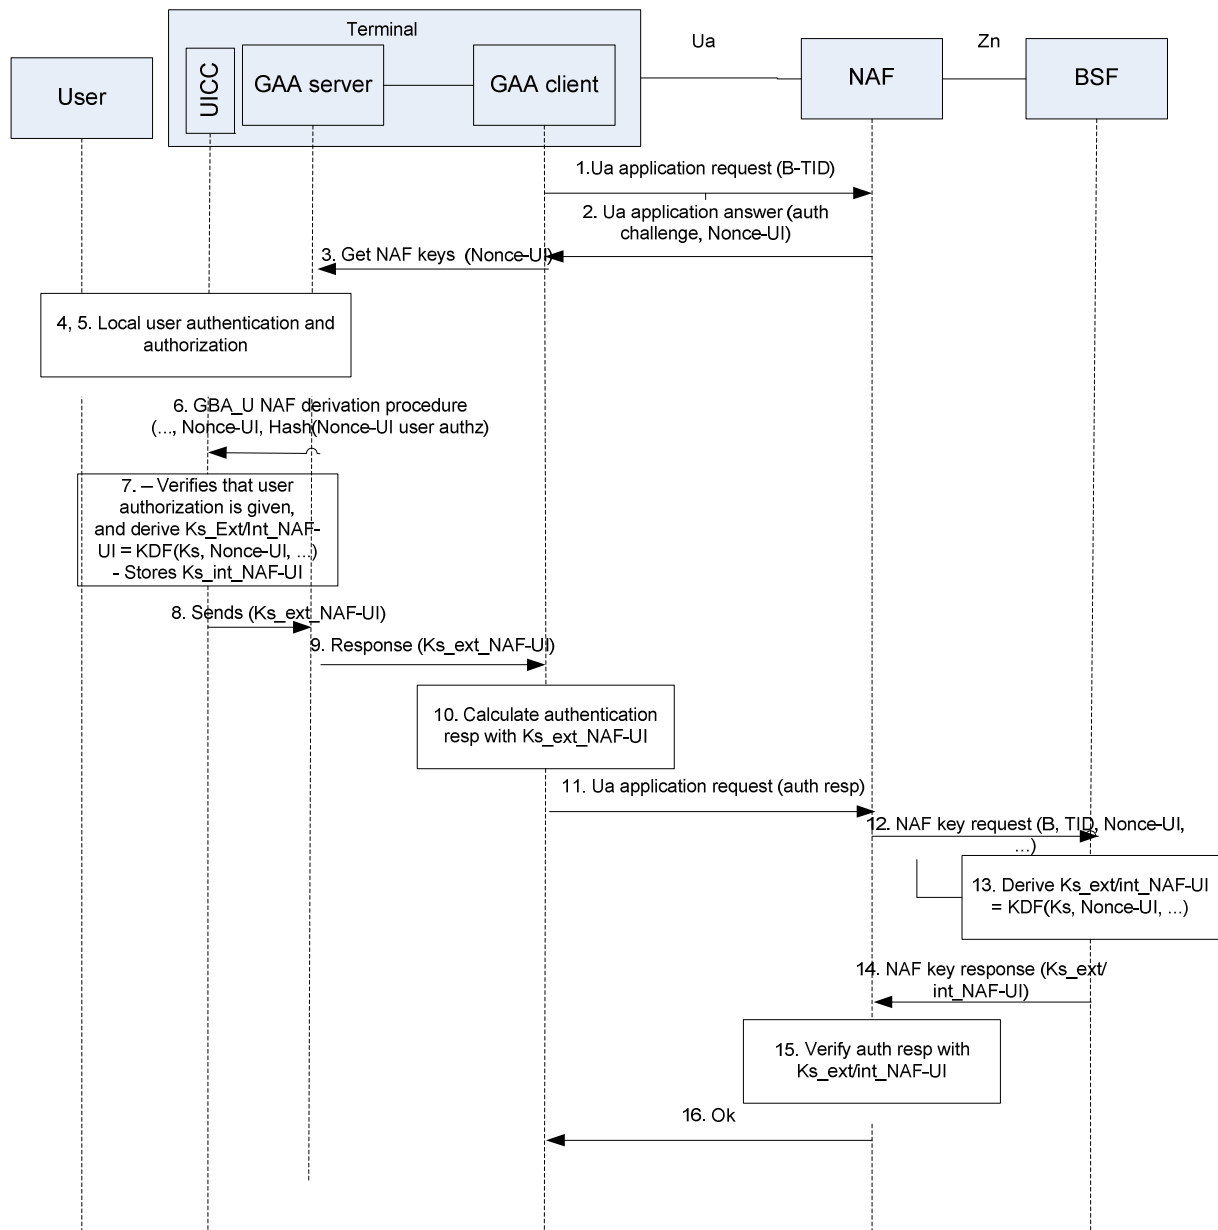 Terminal
Ua
Zn
User
UICC
GAA server
GAA client
NAF
BSF
1.Ua application request (B-TID)
2. Ua application answer (auth
challenge, Nonce-UI)
3. Get NAF keys (Nonce-UI)
4, 5. Local user authentication and
authorization
6. GBA_U NAF derivation procedure
(..., Nonce-UI, Hash(Nonce-UI user authz)
7. – Verifies that user
authorization is given,
and derive Ks_Ext/Int_NAF-
UI = KDF(Ks, Nonce-UI, ...)
- Stores Ks_int_NAF-UI
8. Sends (Ks_ext_NAF-UI)
9. Response (Ks_ext_NAF-UI)
10. Calculate authentication
resp with Ks_ext_NAF-UI
11. Ua application request (auth resp)
12. NAF key request (B, TID, Nonce-UI,
...)
13. Derive Ks_ext/int_NAF-UI
= KDF(Ks, Nonce-UI, ...)
14. NAF key response (Ks_ext/
int_NAF-UI)
15. Verify auth resp with
Ks_ext/int_NAF-UI
16. Ok